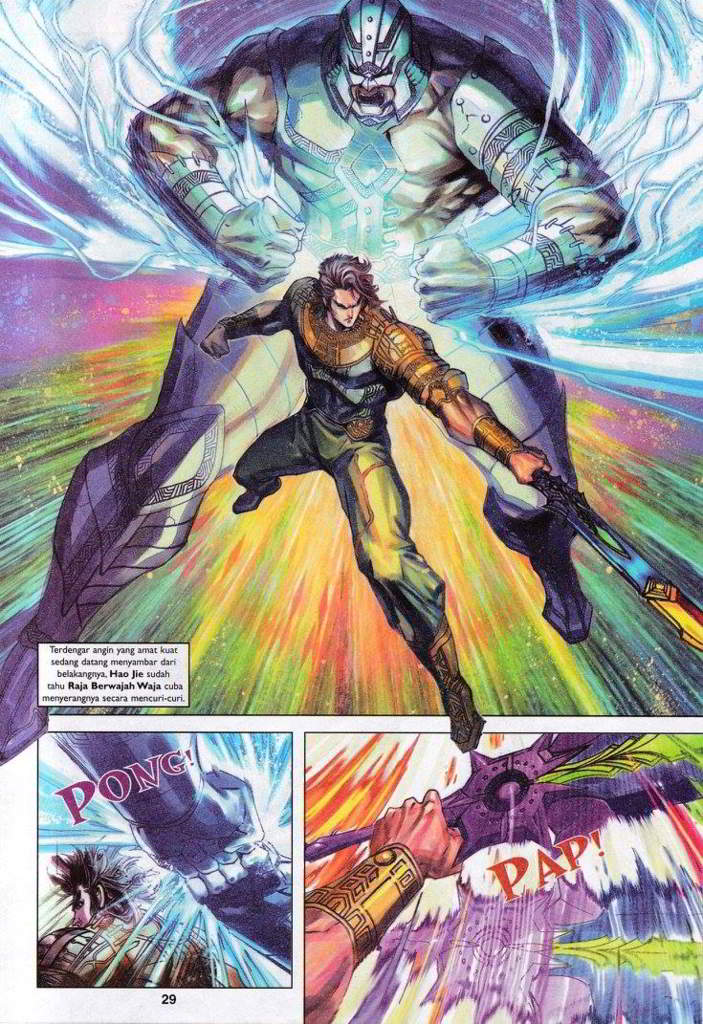 Terdengar angin yang amat kuat
sedang datang menyambar dari
belakangnya, Hao Jie sudah
tahu Raja Berwajah Waja cuba
menyerangnya secara mencuri-curi.
PONG!
PAP!
29